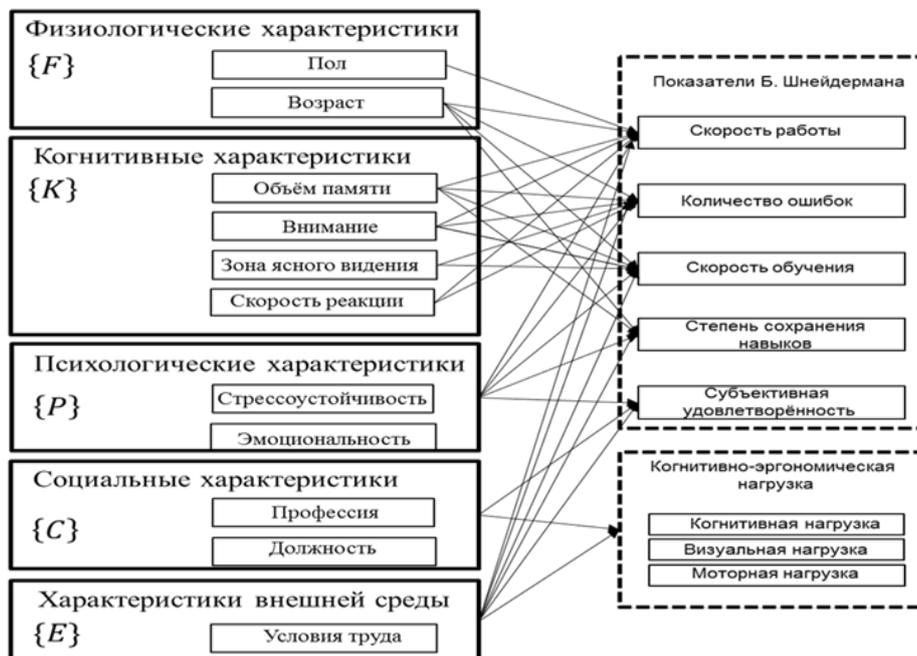 Физиологические характеристики
{F}
Пол
Возраст
Когнитивные характеристики
{K}
Объём памяти
Внимание
Зона ясного видения
Скорость реакции
Психологические характеристики
{P}
Стрессоустойчивость
Эмоциональность
Социальные характеристики
{C}
Профессия
Должность
Характеристики внешней среды
{E}
Условия труда
Показатели Б. Шнейдермана
Скорость работы
Количество ошибок
Скорость обучения
Степень сохранения
навыков
Субъективная
удовлетворённость
Когнитивно-эргономическая
нагрузка
Когнитивная нагрузка
Визуальная нагрузка
Моторная нагрузка